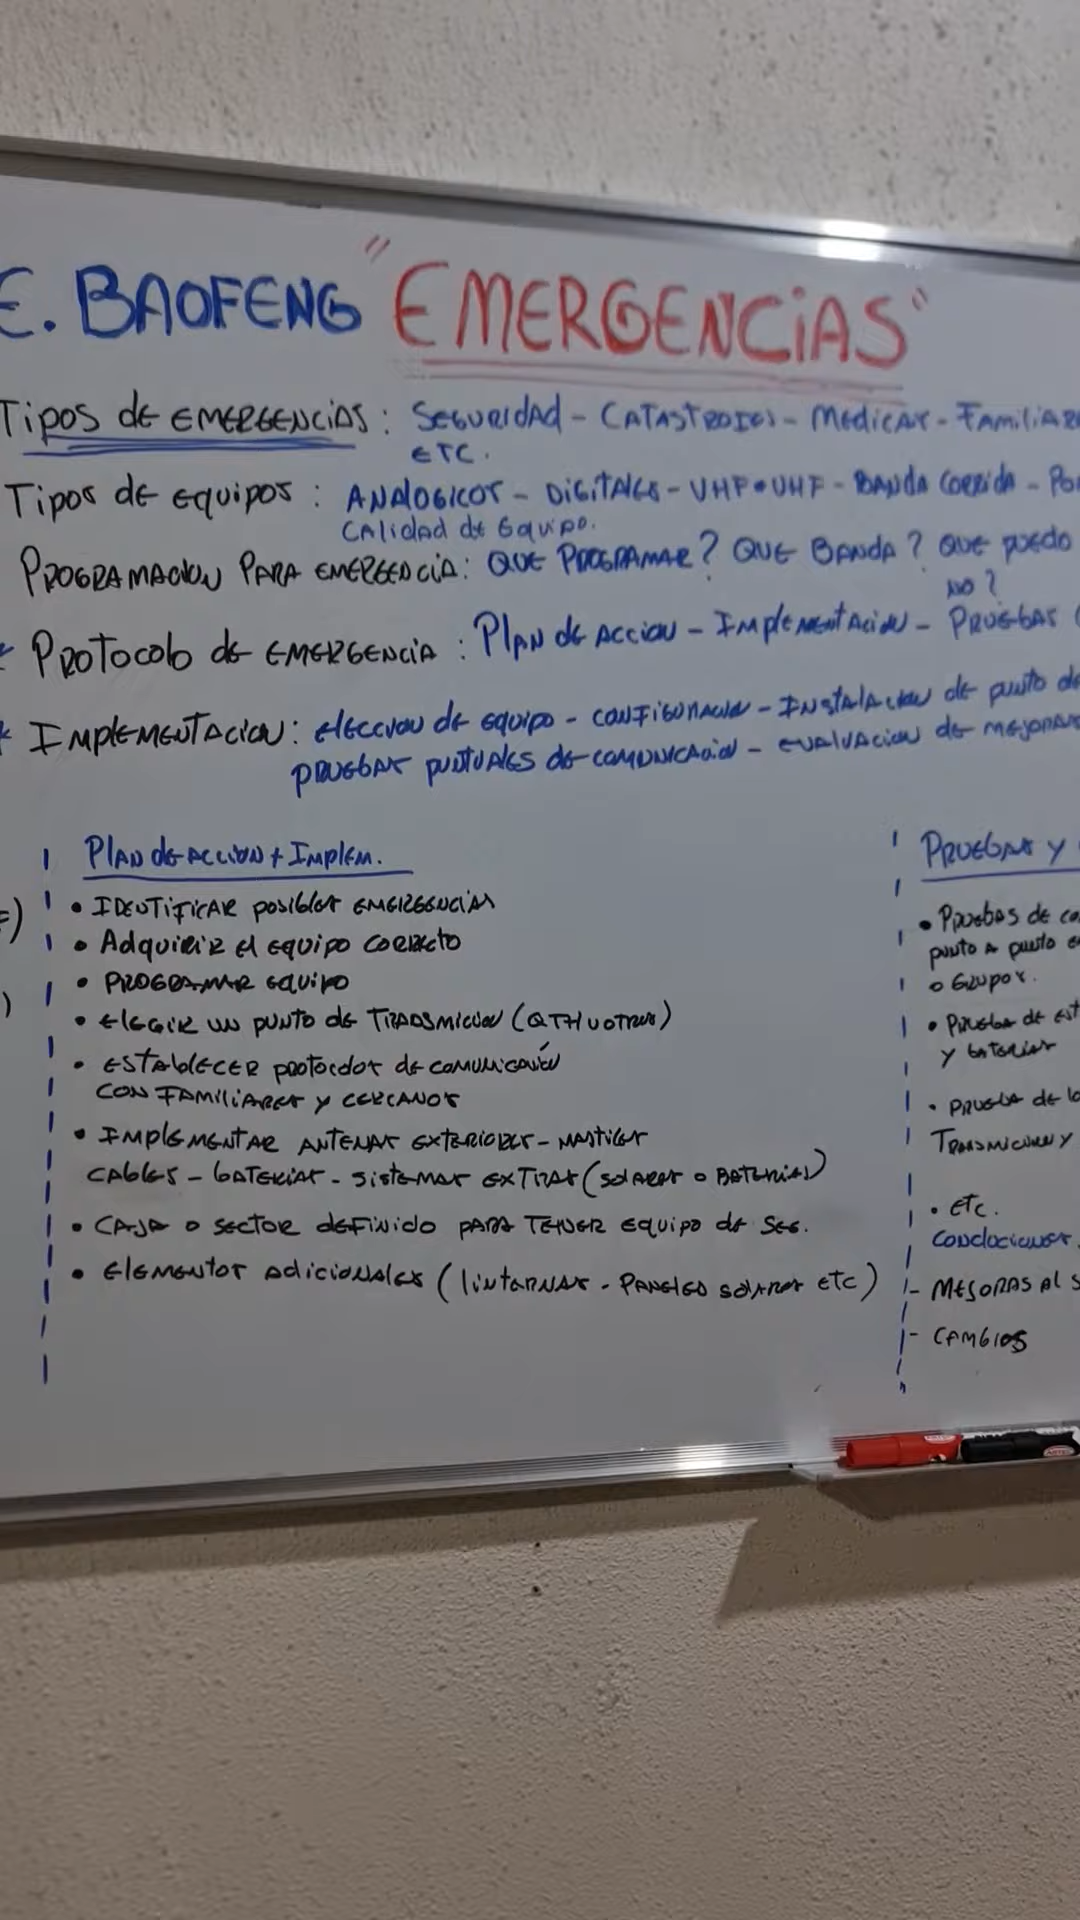 E. BAOFENG "EMERGENCIAS"
Tipos de EMERGENCIAS: SEGURIDAD - CATASTROFES - MEDICAS - FAMILIAR
ETC.
Tipos de equipos: ANALOGICOS - DIGITALES - VHF • UHF - BANDA CORRIDA - Po
CALIDAD de EQUIPO.
PROGRAMACION PARA EMERGENCIA: QUE PROGRAMAR? QUE BANDA? QUE PUEDO
NO?
PROTOCOLO de EMERGENCIA: PLAN de ACCION - IMPLEMENTACION - PRUEBAS
* IMPLEMENTACION: ELECCION DE EQUIPO - CONFIGURACION - INSTALACION DE PUNTO DE
PRUEBAS PUNTUALES DE COMUNICACION - EVALUACION DE MEJORAS
PLAN de ACCION + IMPLEM.
• IDENTIFICAR POSIBLES EMERGENCIAS
• Adquirir el equipo CORRECTO
• PROGRAMAR EQUIPO
• ELEGIR UN PUNTO DE TRANSMICION (QTH U OTROS)
• ESTABLECER PROTOCOLOS DE COMUNICACIÓN
CON FAMILIARES Y CERCANOS
• IMPLEMENTAR ANTENAS EXTERIORES - MASTILES
CABLES - BATERIAS - SISTEMAS EXTRAS (SOLARES O BATERIAS)
• CAJA O SECTOR DEFINIDO PARA TENER EQUIPO DE SEG.
• ELEMENTOS ADICIONALES (LINTERNAS - PANELES SOLARES ETC)
PRUEBAS Y
• PRUEBAS DE CO
PUNTO A PUNTO E
O GRUPOS.
• PRUEBA DE EST
Y BATERIAS
• PRUEBA DE LO
TRANSMICION Y
• ETC.
CONCLUCIONES.
- MEJORAS AL S
- CAMBIOS